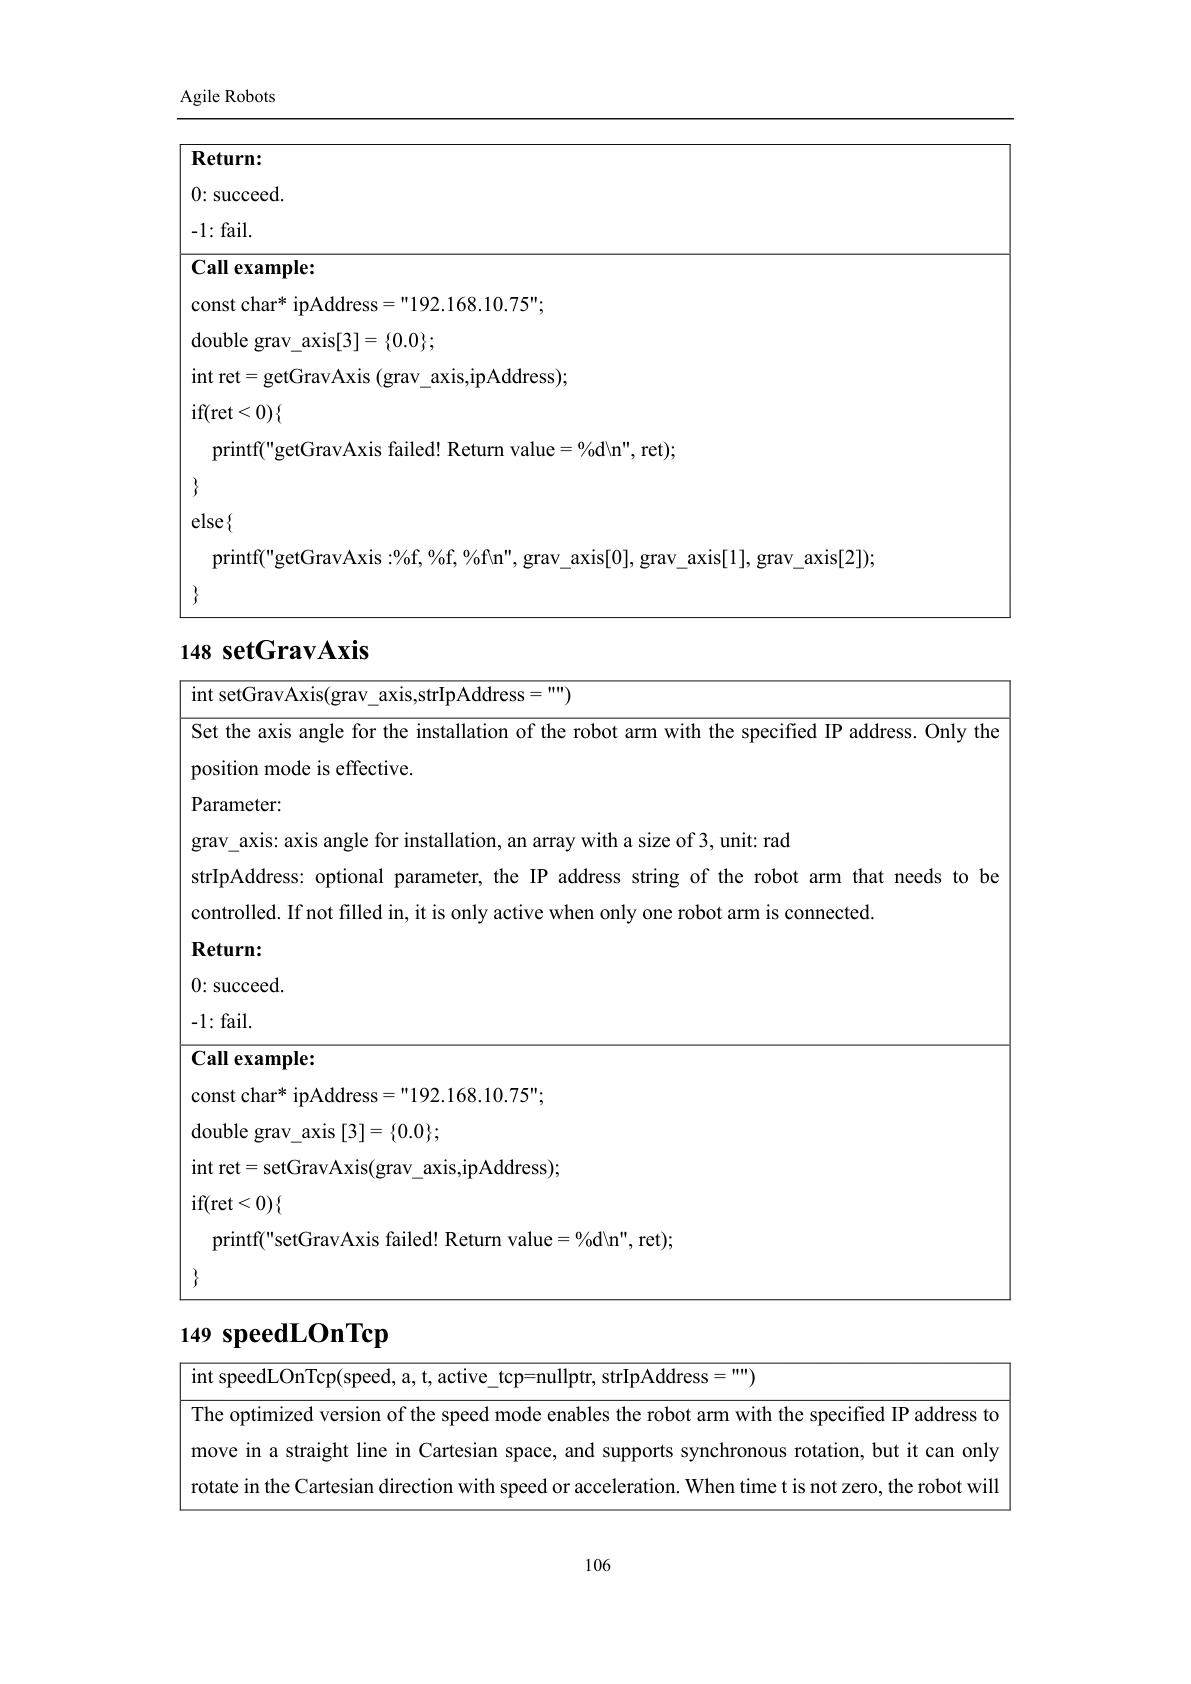 Agile Robots
Return:
0: succeed.
-1: fail.
Call example:
const char* ipAddress = "192.168.10.75";
double grav_axis[3] = {0.0};
int ret = getGravAxis (grav_axis,ipAddress);
if(ret < 0){
printf("getGravAxis failed! Return value = %d\n", ret);
}
else{
printf("getGravAxis :%f, %f, %f\n", grav_axis[0], grav_axis[1], grav_axis[2]);
}
148 setGravAxis
int setGravAxis(grav_axis,strIpAddress = "")
Set the axis angle for the installation of the robot arm with the specified IP address. Only the
position mode is effective.
Parameter:
grav_axis: axis angle for installation, an array with a size of 3, unit: rad
strIpAddress: optional parameter, the IP address string of the robot arm that needs to be
controlled. If not filled in, it is only active when only one robot arm is connected.
Return:
0: succeed.
-1: fail.
Call example:
const char* ipAddress = "192.168.10.75";
double grav_axis [3] = {0.0};
int ret = setGravAxis(grav_axis,ipAddress);
if(ret < 0){
printf("setGravAxis failed! Return value = %d\n", ret);
}
149 speedLOnTcp
int speedLOnTcp(speed, a, t, active_tcp=nullptr, strIpAddress = "")
The optimized version of the speed mode enables the robot arm with the specified IP address to
move in a straight line in Cartesian space, and supports synchronous rotation, but it can only
rotate in the Cartesian direction with speed or acceleration. When time t is not zero, the robot will
106